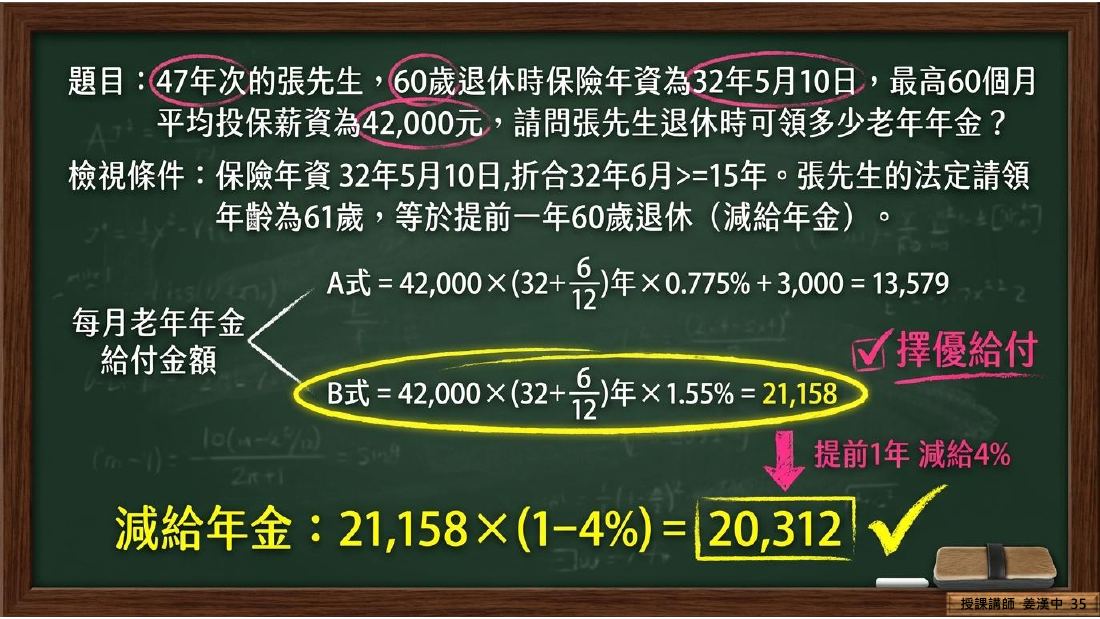 題目：47年次的張先生，60歲退休時保險年資為32年5月10日，最高60個月
平均投保薪資為42,000元，請問張先生退休時可領多少老年年金？
檢視條件：保險年資 32年5月10日,折合32年6月>=15年。張先生的法定請領
年齡為61歲，等於提前一年60歲退休（減給年金）。
每月老年年金
給付金額
A式 = 42,000×(32+6/12)年×0.775% + 3,000 = 13,579
B式 = 42,000×(32+6/12)年×1.55% = 21,158
擇優給付
提前1年 減給4%
減給年金：21,158×(1−4%) = 20,312
授課講師 姜漢中 35